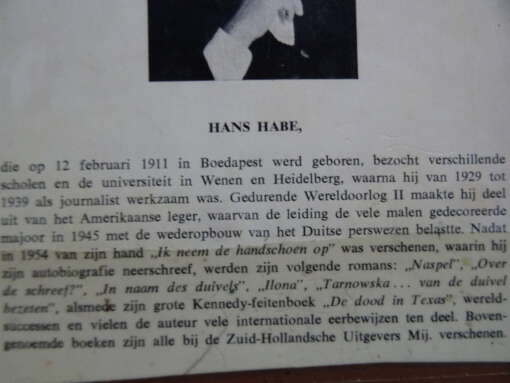 HANS HABE,
die op 12 februari 1911 in Boedapest werd geboren, bezocht verschillende
scholen en de universiteit in Wenen en Heidelberg, waarna hij van 1929 tot
1939 als journalist werkzaam was. Gedurende Wereldoorlog II maakte hij deel
uit van het Amerikaanse leger, waarvan de leiding de vele malen gedecoreerde
majoor in 1945 met de wederopbouw van het Duitse perswezen belastte. Nadat
in 1954 van zijn hand „Ik neem de handschoen op” was verschenen, waarin hij
zijn autobiografie neerschreef, werden zijn volgende romans: „Naspel”, „Over
de schreef?”, „In naam des duivels”, „Ilona”, „Tarnowska... van de duivel
bezeten”, alsmede zijn grote Kennedy-feitenboek „De dood in Texas”, wereld-
successen en vielen de auteur vele internationale eerbewijzen ten deel. Boven-
genoemde boeken zijn alle bij de Zuid-Hollandsche Uitgevers Mij. verschenen.